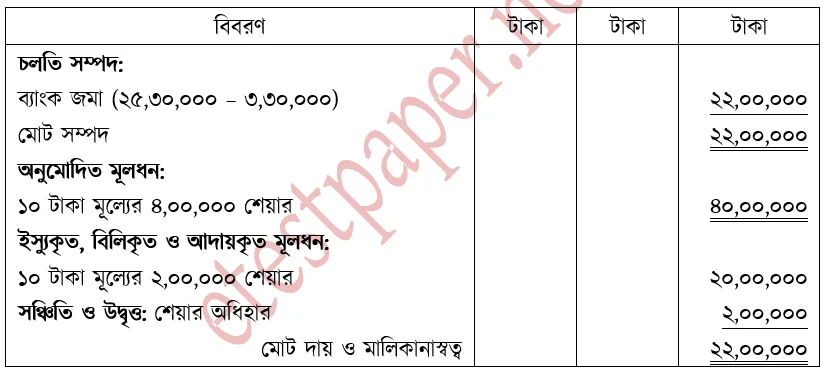 বিবরণ টাকা টাকা টাকা
চলতি সম্পদ:
ব্যাংক জমা (২৫,৩০,০০০ – ৩,৩০,০০০) ২২,০০,০০০
মোট সম্পদ ২২,০০,০০০
অনুমোদিত মূলধন:
১০ টাকা মূল্যের ৪,০০,০০০ শেয়ার ৪০,০০,০০০
ইস্যুকৃত, বিলিকৃত ও আদায়কৃত মূলধন:
১০ টাকা মূল্যের ২,০০,০০০ শেয়ার ২০,০০,০০০
সঞ্চিতি ও উদ্বৃত্ত: শেয়ার অধিহার ২,০০,০০০
মোট দায় ও মালিকানাস্বত্ব ২২,০০,০০০
etestpaper.ne